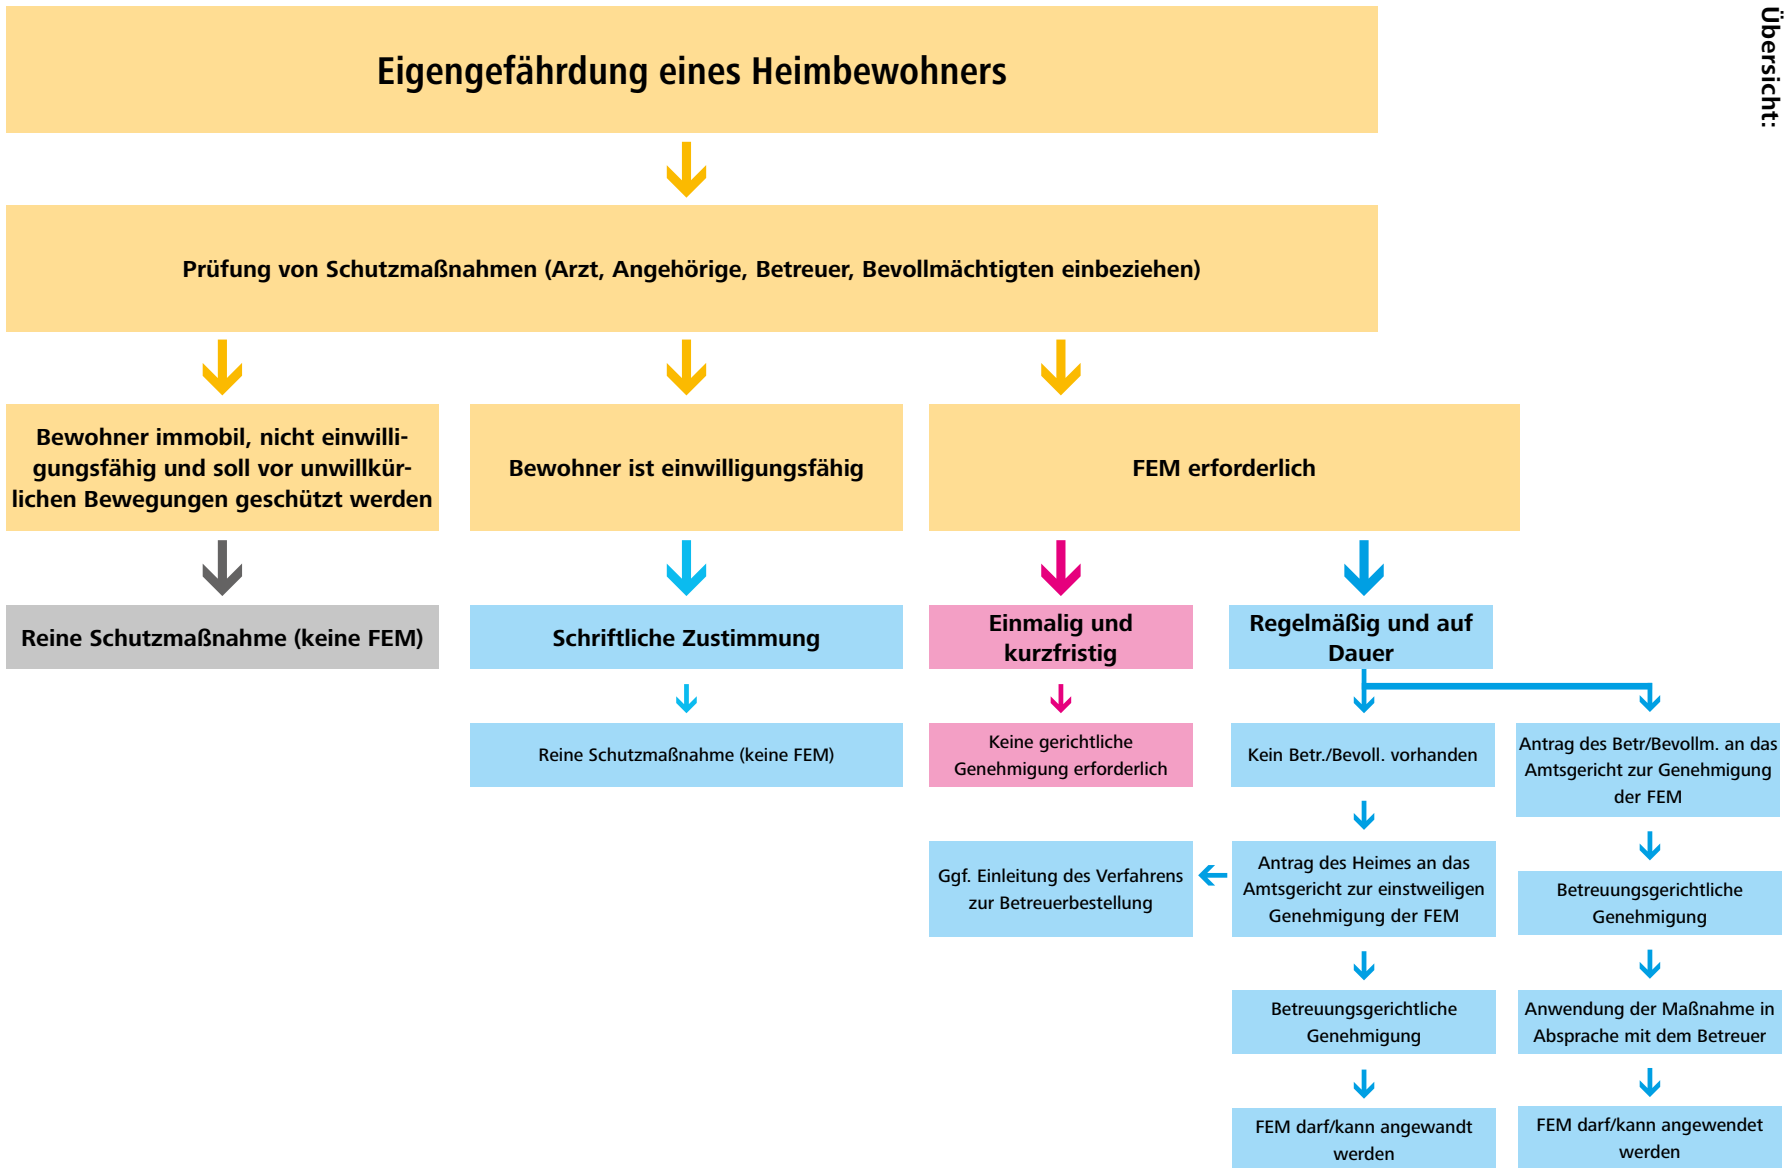 Übersicht:
Eigengefährdung eines Heimbewohners
Prüfung von Schutzmaßnahmen (Arzt, Angehörige, Betreuer, Bevollmächtigten einbeziehen)
Bewohner immobil, nicht einwilli-
gungsfähig und soll vor unwillkür-
lichen Bewegungen geschützt werden
Bewohner ist einwilligungsfähig
FEM erforderlich
Reine Schutzmaßnahme (keine FEM)
Schriftliche Zustimmung
Einmalig und
kurzfristig
Regelmäßig und auf
Dauer
Reine Schutzmaßnahme (keine FEM)
Keine gerichtliche
Genehmigung erforderlich
Kein Betr./Bevoll. vorhanden
Antrag des Betr/Bevollm. an das
Amtsgericht zur Genehmigung
der FEM
Ggf. Einleitung des Verfahrens
zur Betreuerbestellung
Antrag des Heimes an das
Amtsgericht zur einstweiligen
Genehmigung der FEM
Betreuungsgerichtliche
Genehmigung
Betreuungsgerichtliche
Genehmigung
Anwendung der Maßnahme in
Absprache mit dem Betreuer
FEM darf/kann angewandt
werden
FEM darf/kann angewendet
werden